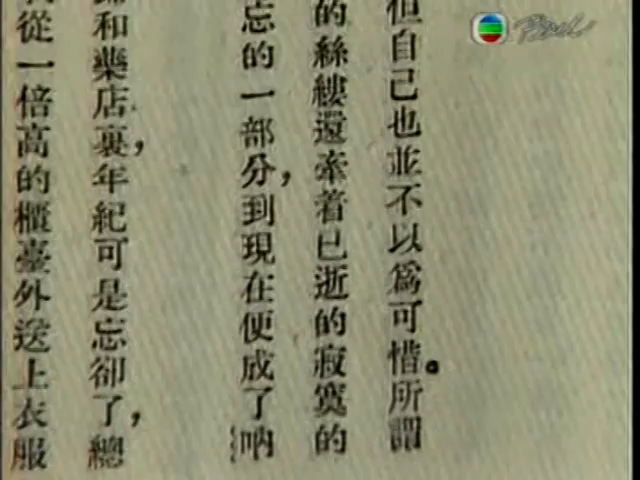 但自己也並不以爲可惜。所謂
的絲縷還牽着已逝的寂寞的
忘的一部分，到現在便成了吶
和藥店裏，年紀可是忘卻了，總
從一倍高的櫃臺外送上衣服
Pearl